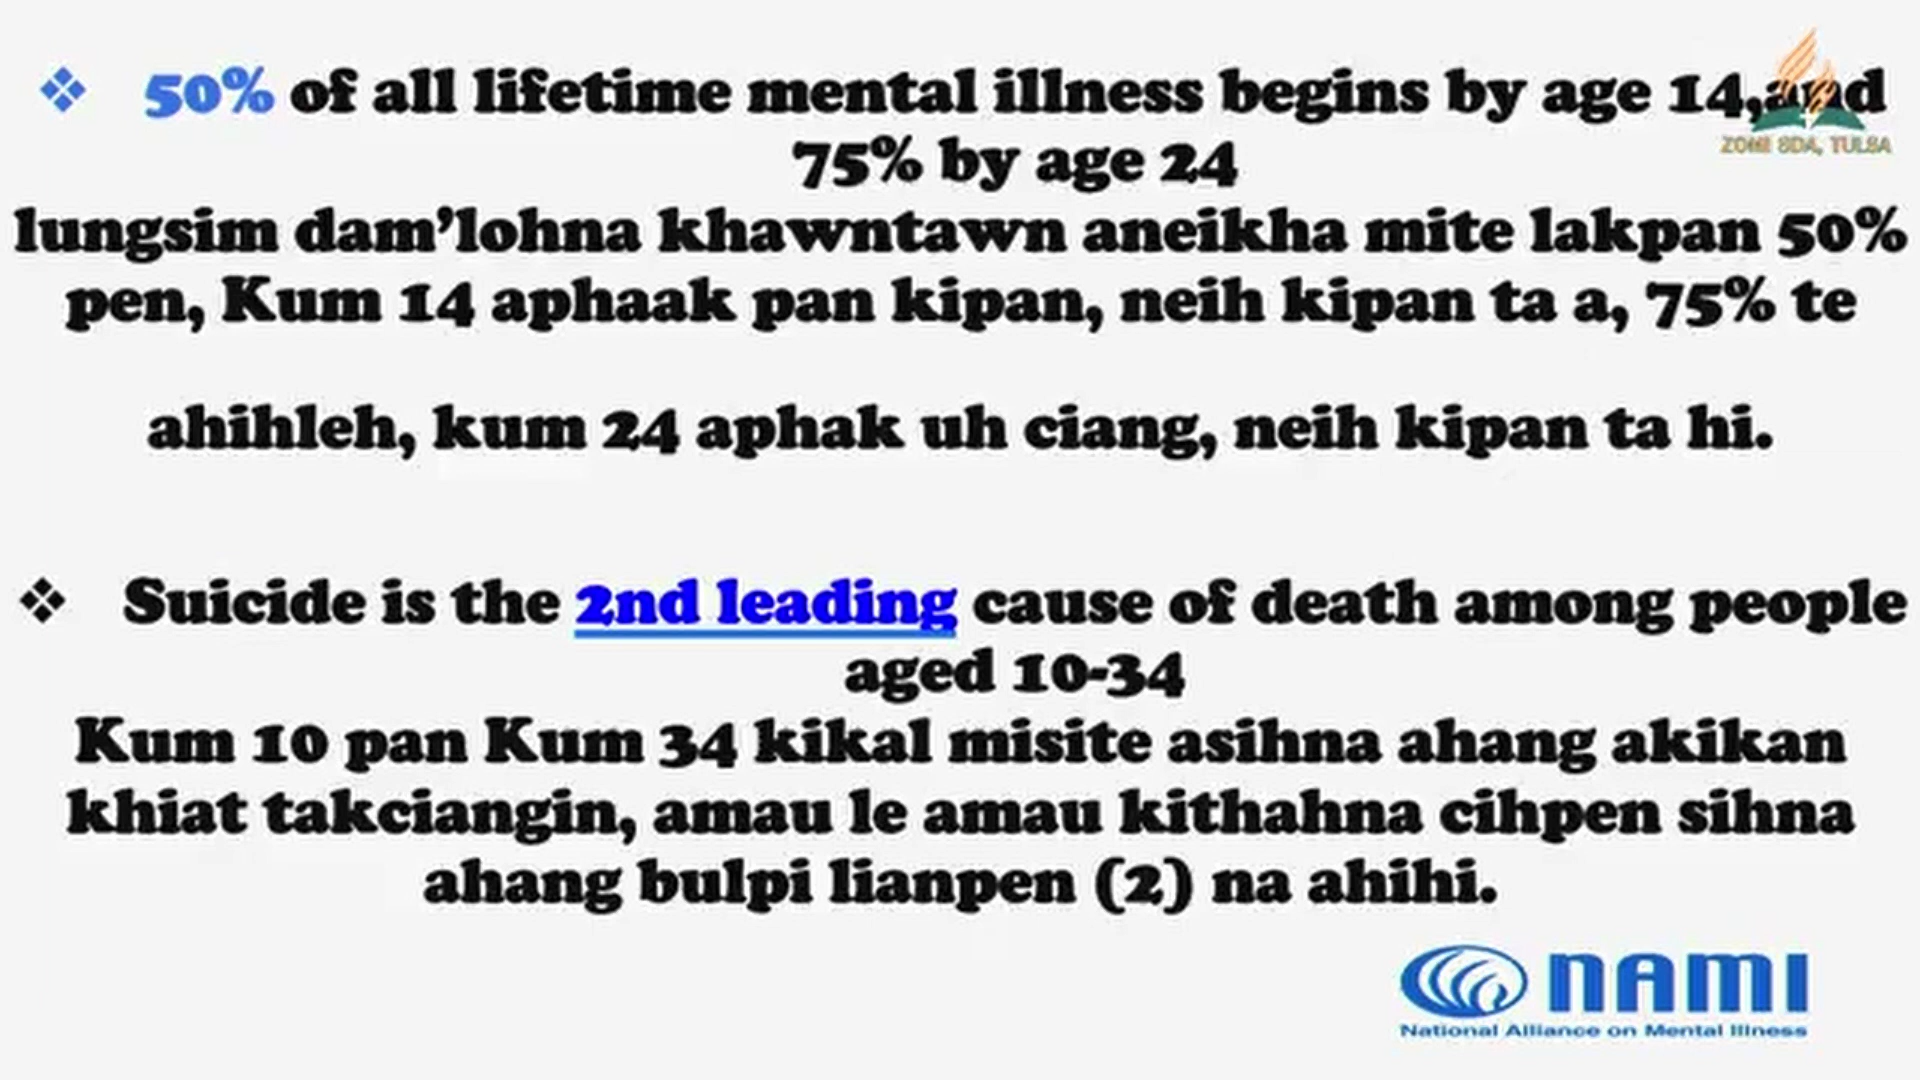 ❖ 50% of all lifetime mental illness begins by age 14,and
75% by age 24
lungsim dam’lohna khawntawn aneikha mite lakpan 50%
pen, Kum 14 aphaak pan kipan, neih kipan ta a, 75% te
ahihleh, kum 24 aphak uh ciang, neih kipan ta hi.
❖ Suicide is the 2nd leading cause of death among people
aged 10-34
Kum 10 pan Kum 34 kikal misite asihna ahang akikan
khiat takciangin, amau le amau kithahna cihpen sihna
ahang bulpi lianpen (2) na ahihi.
ZOMI SDA, TULSA
nAMI
National Alliance on Mental Illness